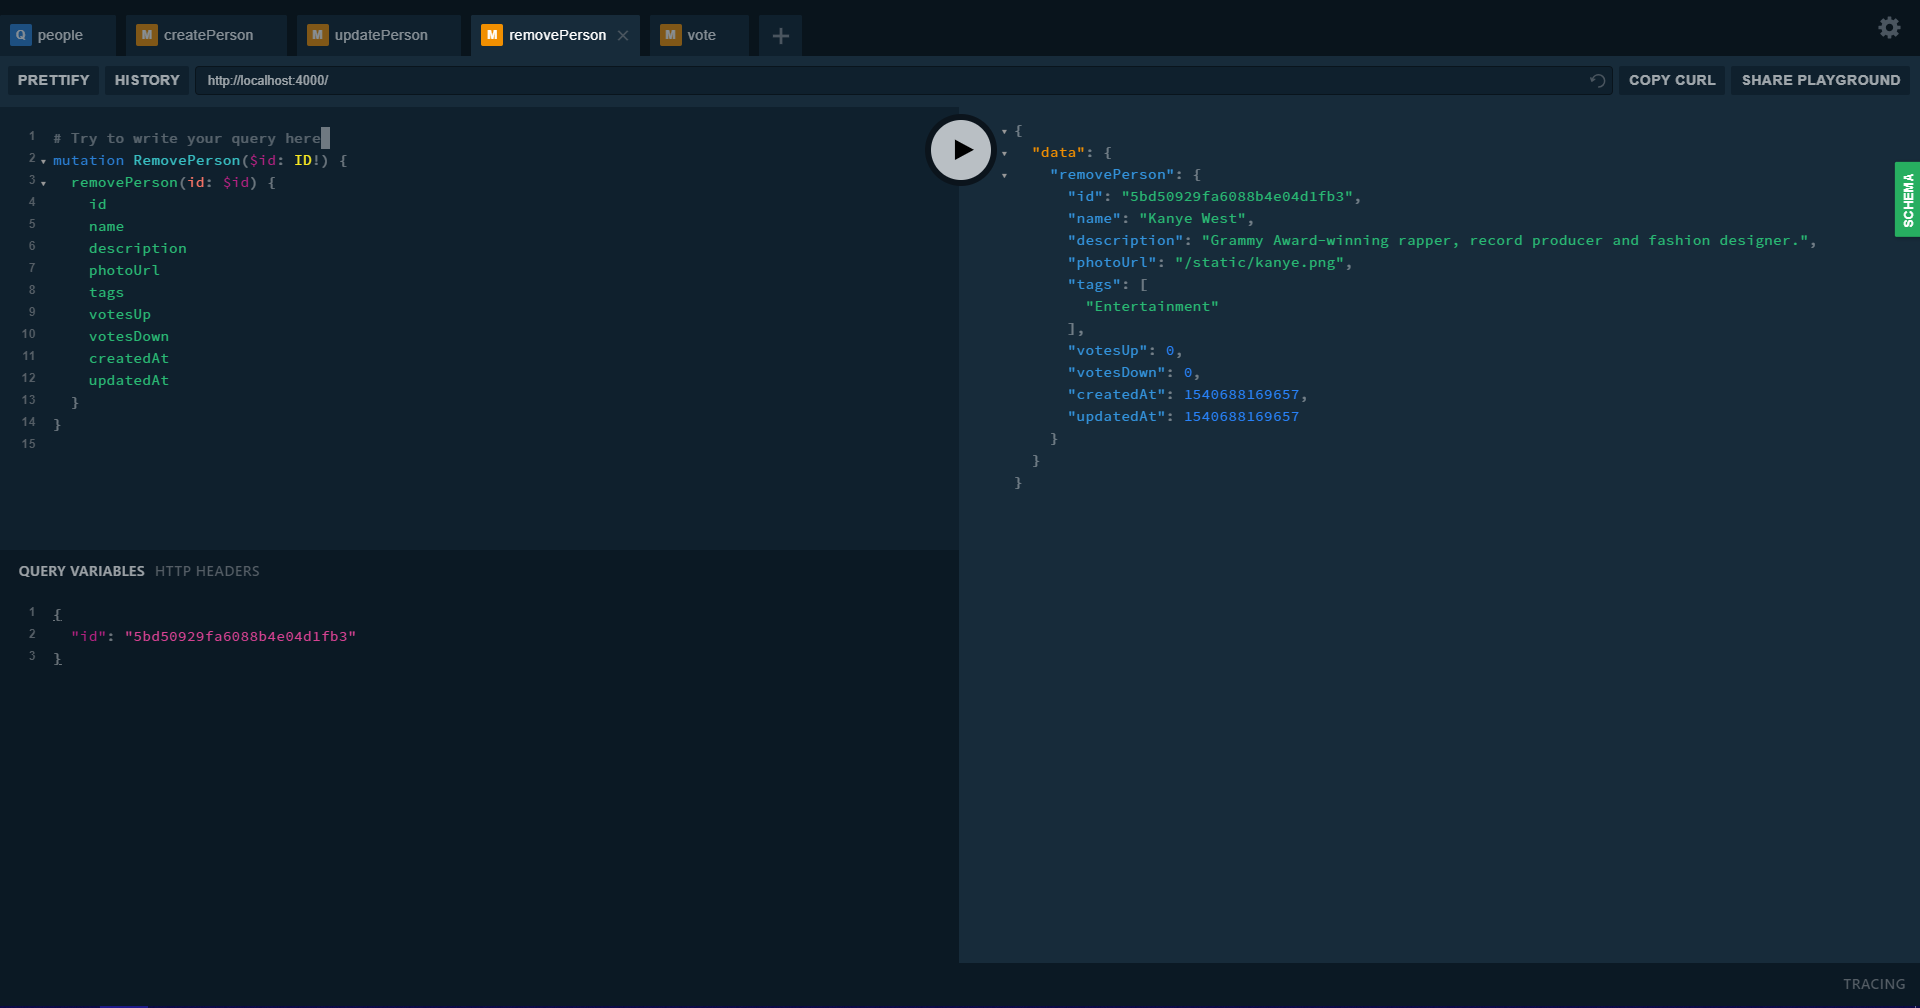 Q people M createPerson M updatePerson M removePerson M vote
PRETTIFY HISTORY http://localhost:4000/ COPY CURL SHARE PLAYGROUND
1 # Try to write your query here
2 mutation RemovePerson($id: ID!) {
3 removePerson(id: $id) {
4 id
5 name
6 description
7 photoUrl
8 tags
9 votesUp
10 votesDown
11 createdAt
12 updatedAt
13 }
14 }
15
QUERY VARIABLES HTTP HEADERS
1 {
2 "id": "5bd50929fa6088b4e04d1fb3"
3 }
{
"data": {
"removePerson": {
"id": "5bd50929fa6088b4e04d1fb3",
"name": "Kanye West",
"description": "Grammy Award-winning rapper, record producer and fashion designer.",
"photoUrl": "/static/kanye.png",
"tags": [
"Entertainment"
],
"votesUp": 0,
"votesDown": 0,
"createdAt": 1540688169657,
"updatedAt": 1540688169657
}
}
}
SCHEMA
TRACING